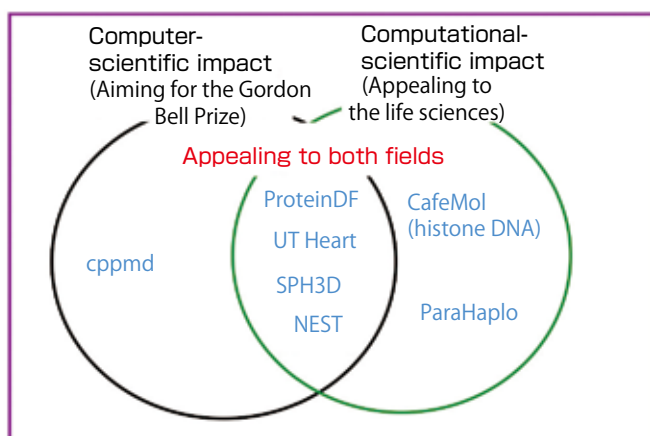 Computer-
scientific impact
(Aiming for the Gordon
Bell Prize)
Computational-
scientific impact
(Appealing to
the life sciences)
Appealing to both fields
ProteinDF
UT Heart
SPH3D
NEST
cppmd
CafeMol
(histone DNA)
ParaHaplo